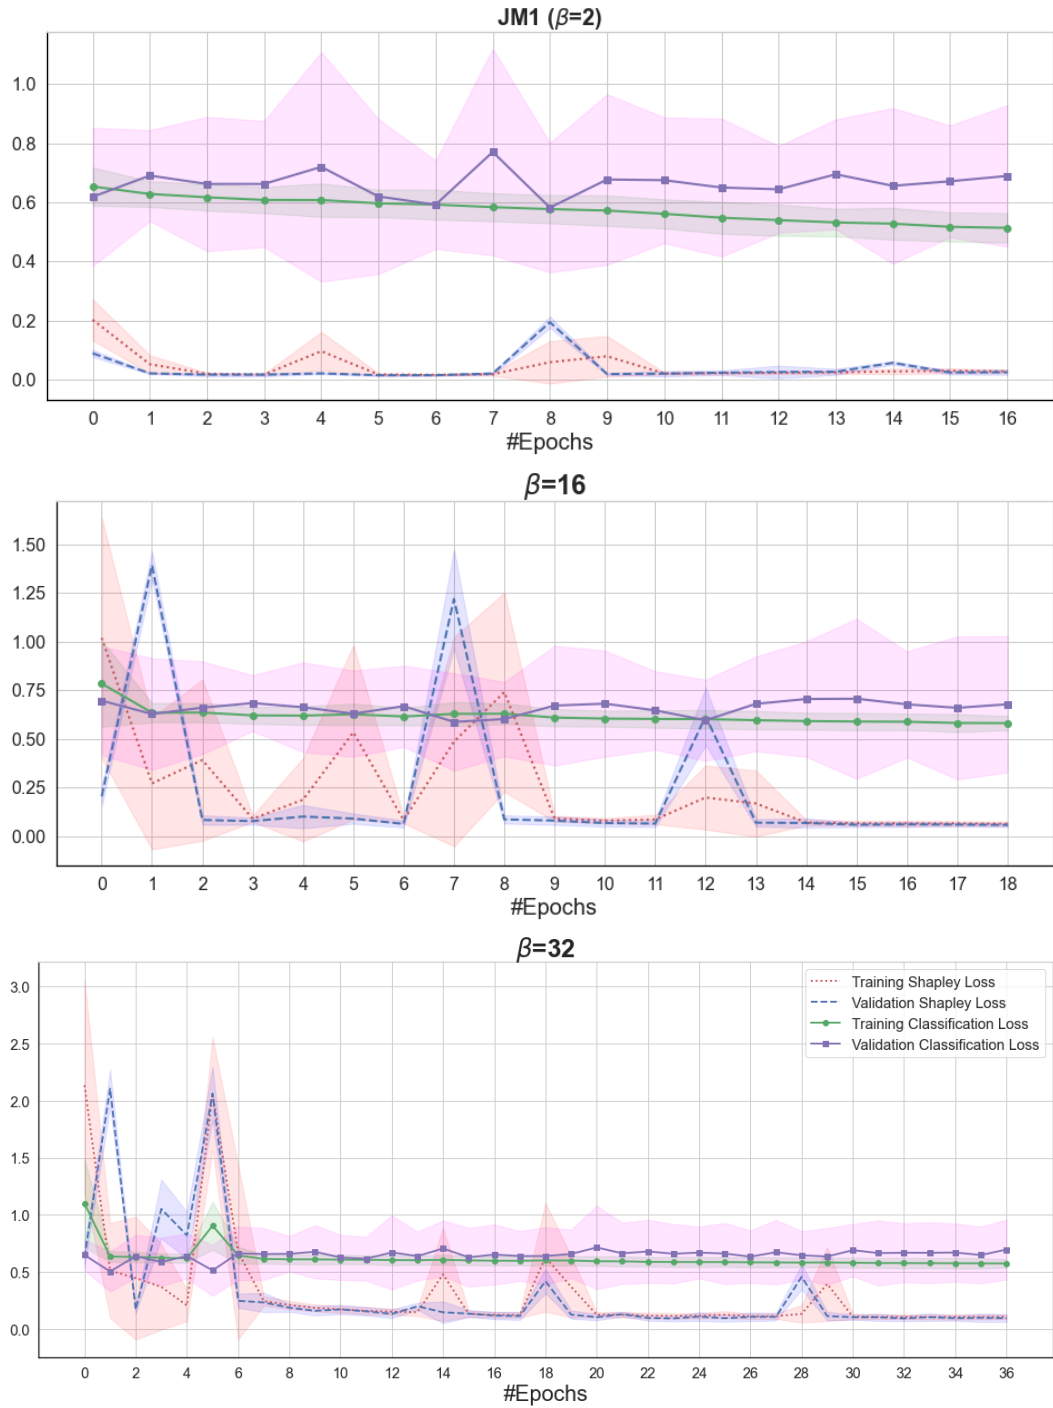 JM1 (β=2)
1.0
0.8
0.6
0.4
0.2
0.0
0 1 2 3 4 5 6 7 8 9 10 11 12 13 14 15 16
#Epochs
β=16
1.50
1.25
1.00
0.75
0.50
0.25
0.00
0 1 2 3 4 5 6 7 8 9 10 11 12 13 14 15 16 17 18
#Epochs
β=32
3.0
2.5
2.0
1.5
1.0
0.5
0.0
Training Shapley Loss
Validation Shapley Loss
Training Classification Loss
Validation Classification Loss
0 2 4 6 8 10 12 14 16 18 20 22 24 26 28 30 32 34 36
#Epochs